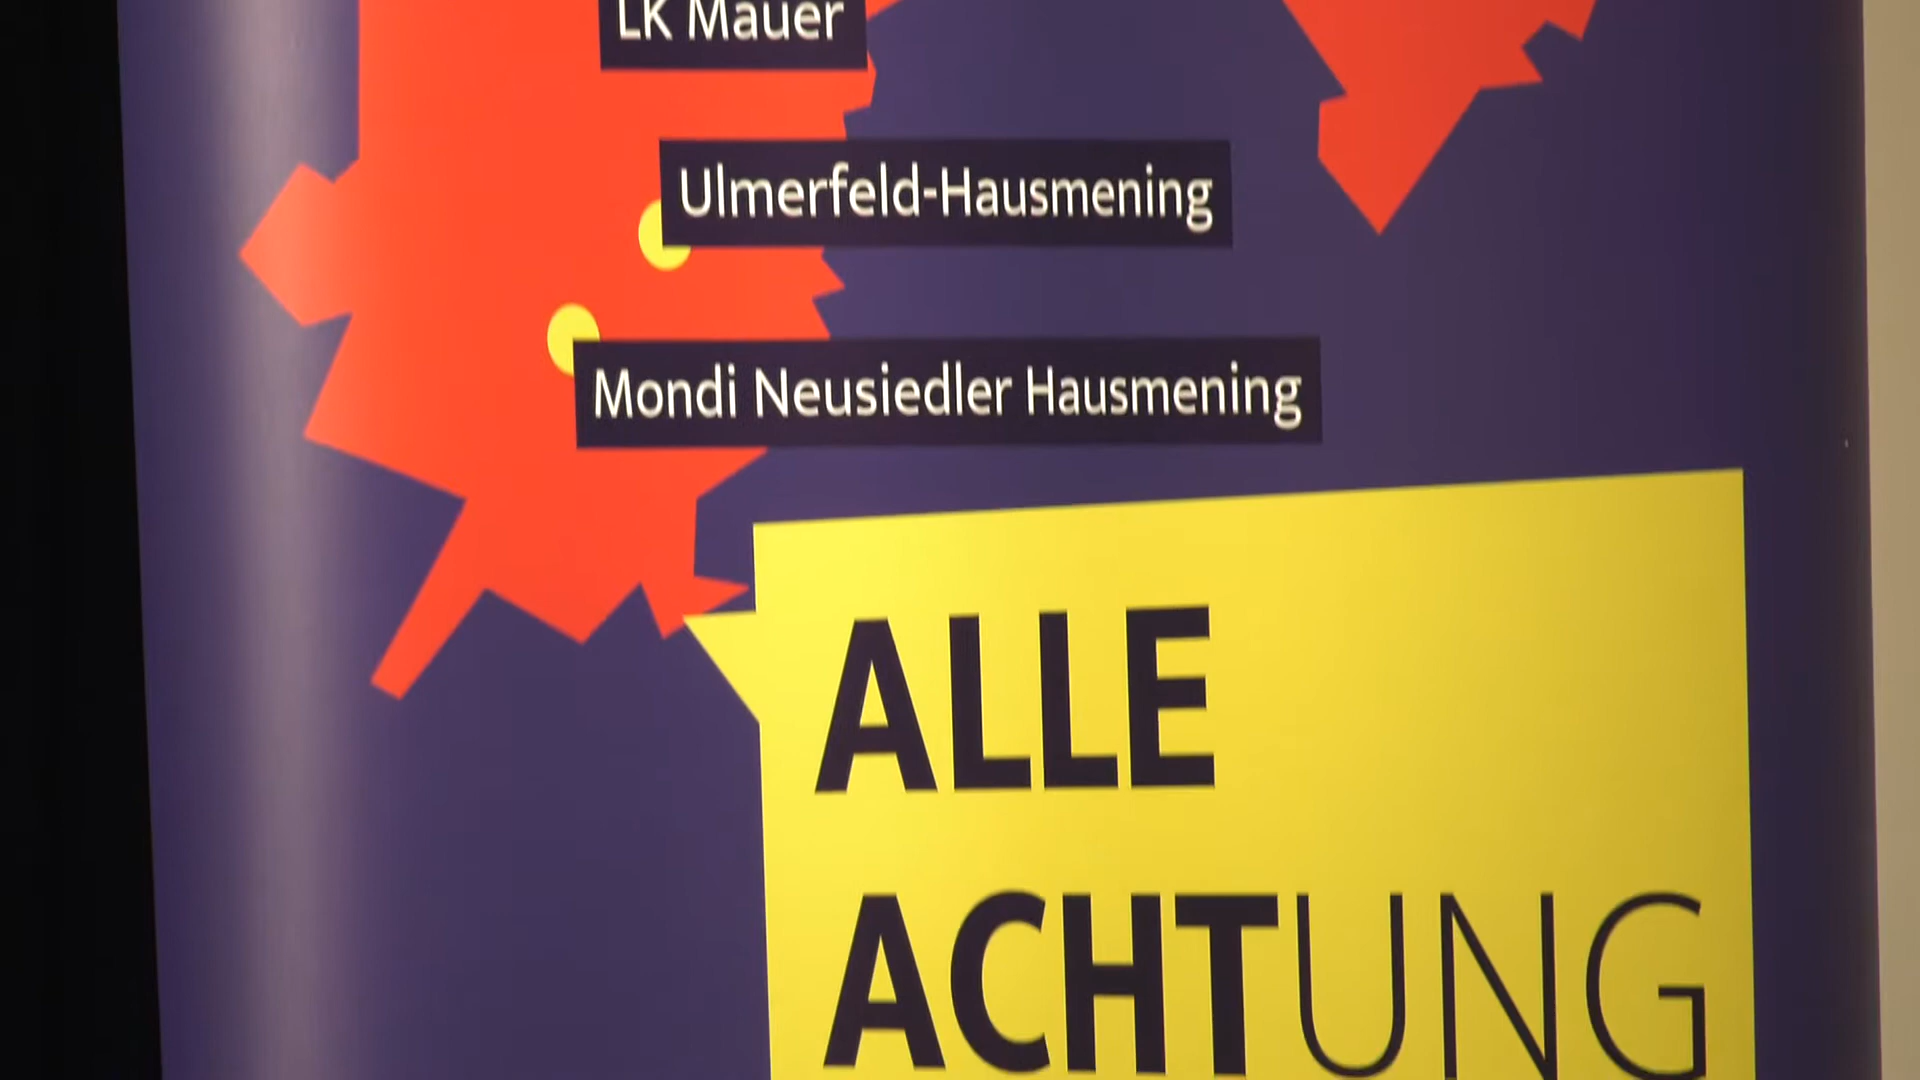 LK Mauer
Ulmerfeld-Hausmening
Mondi Neusiedler Hausmening
ALLE
ACHTUNG